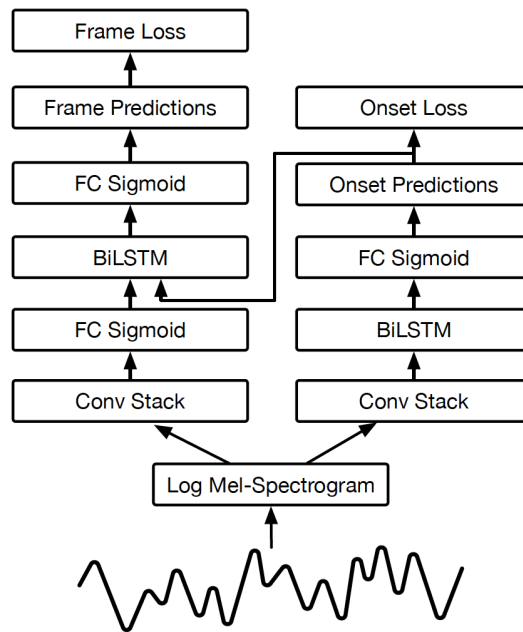 Frame Loss
Frame Predictions
Onset Loss
FC Sigmoid
Onset Predictions
BiLSTM
FC Sigmoid
FC Sigmoid
BiLSTM
Conv Stack
Conv Stack
Log Mel-Spectrogram